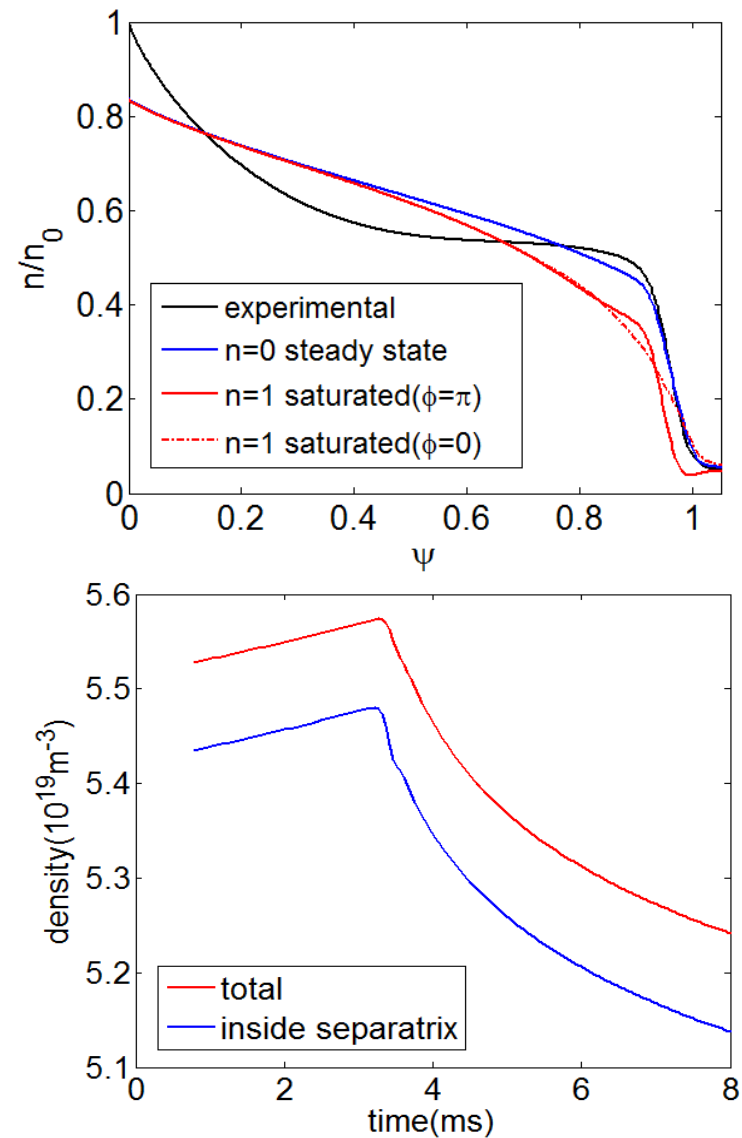 1
0.8
0.6
0.4
0.2
0
n/n0
experimental
n=0 steady state
n=1 saturated(ϕ=π)
n=1 saturated(ϕ=0)
0 0.2 0.4 0.6 0.8 1
ψ
5.6
5.5
5.4
5.3
5.2
5.1
density(10^19m^-3)
total
inside separatrix
0 2 4 6 8
time(ms)